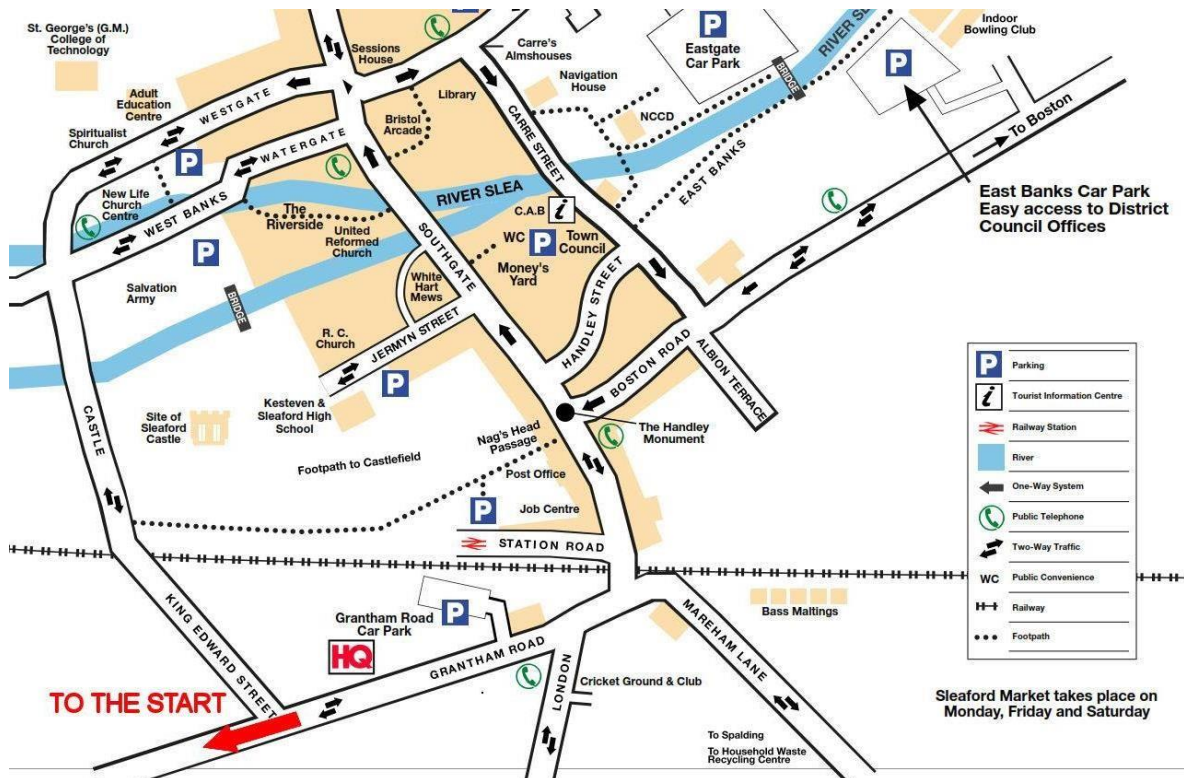 St. George's (G.M.)
College of
Technology
Sessions
House
P
Carre's
Almshouses
P
Eastgate
Car Park
RIVER SLEA
Indoor
Bowling Club
P
BRIDGE
Navigation
House
Adult
Education
Centre
WESTGATE
Library
Bristol
Arcade
CARRE STREET
NCCD
To Boston
Spiritualist
Church
P
WATERGATE
EAST BANKS
East Banks Car Park
Easy access to District
Council Offices
New Life
Church
Centre
WEST BANKS
RIVER SLEA
The
Riverside
United
Reformed
Church
C.A.B
i
WC
P
Town
Council
Money's
Yard
P
SOUTHGATE
Salvation
Army
BRIDGE
White
Hart
Mews
HANDLEY STREET
R. C.
Church
JERMYN STREET
P
BOSTON ROAD
ALBION TERRACE
Kesteven &
Sleaford High
School
Site of
Sleaford
Castle
CASTLE
The Handley
Monument
Nag's Head
Passage
Footpath to Castlefield
Post Office
P
Job Centre
STATION ROAD
P
Parking
i
Tourist Information Centre
Railway Station
River
One-Way System
Public Telephone
Two-Way Traffic
WC
Public Convenience
Railway
Footpath
Grantham Road
Car Park
P
Bass Maltings
KING EDWARD STREET
HQ
GRANTHAM ROAD
MAREHAM LANE
LONDON
Cricket Ground & Club
TO THE START
Sleaford Market takes place on
Monday, Friday and Saturday
To Spalding
To Household Waste
Recycling Centre